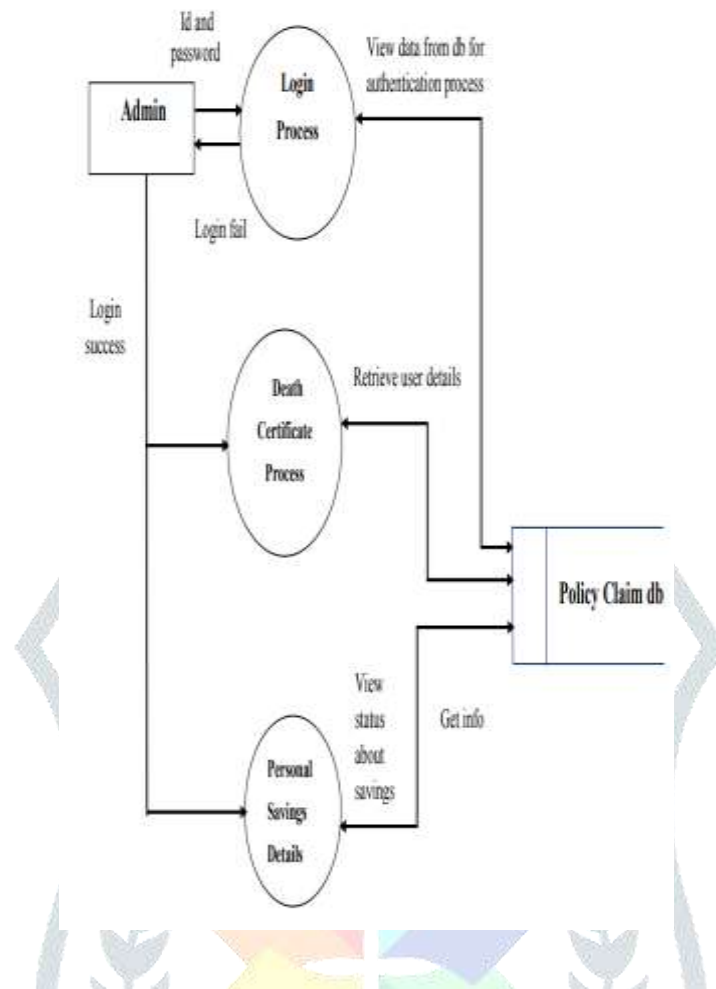 Id and
password
Admin
Login
Process
View data from db for
authentication process
Login fail
Login
success
Death
Certificate
Process
Retrieve user details
Policy Claim db
View
status
about
savings
Get info
Personal
Savings
Details